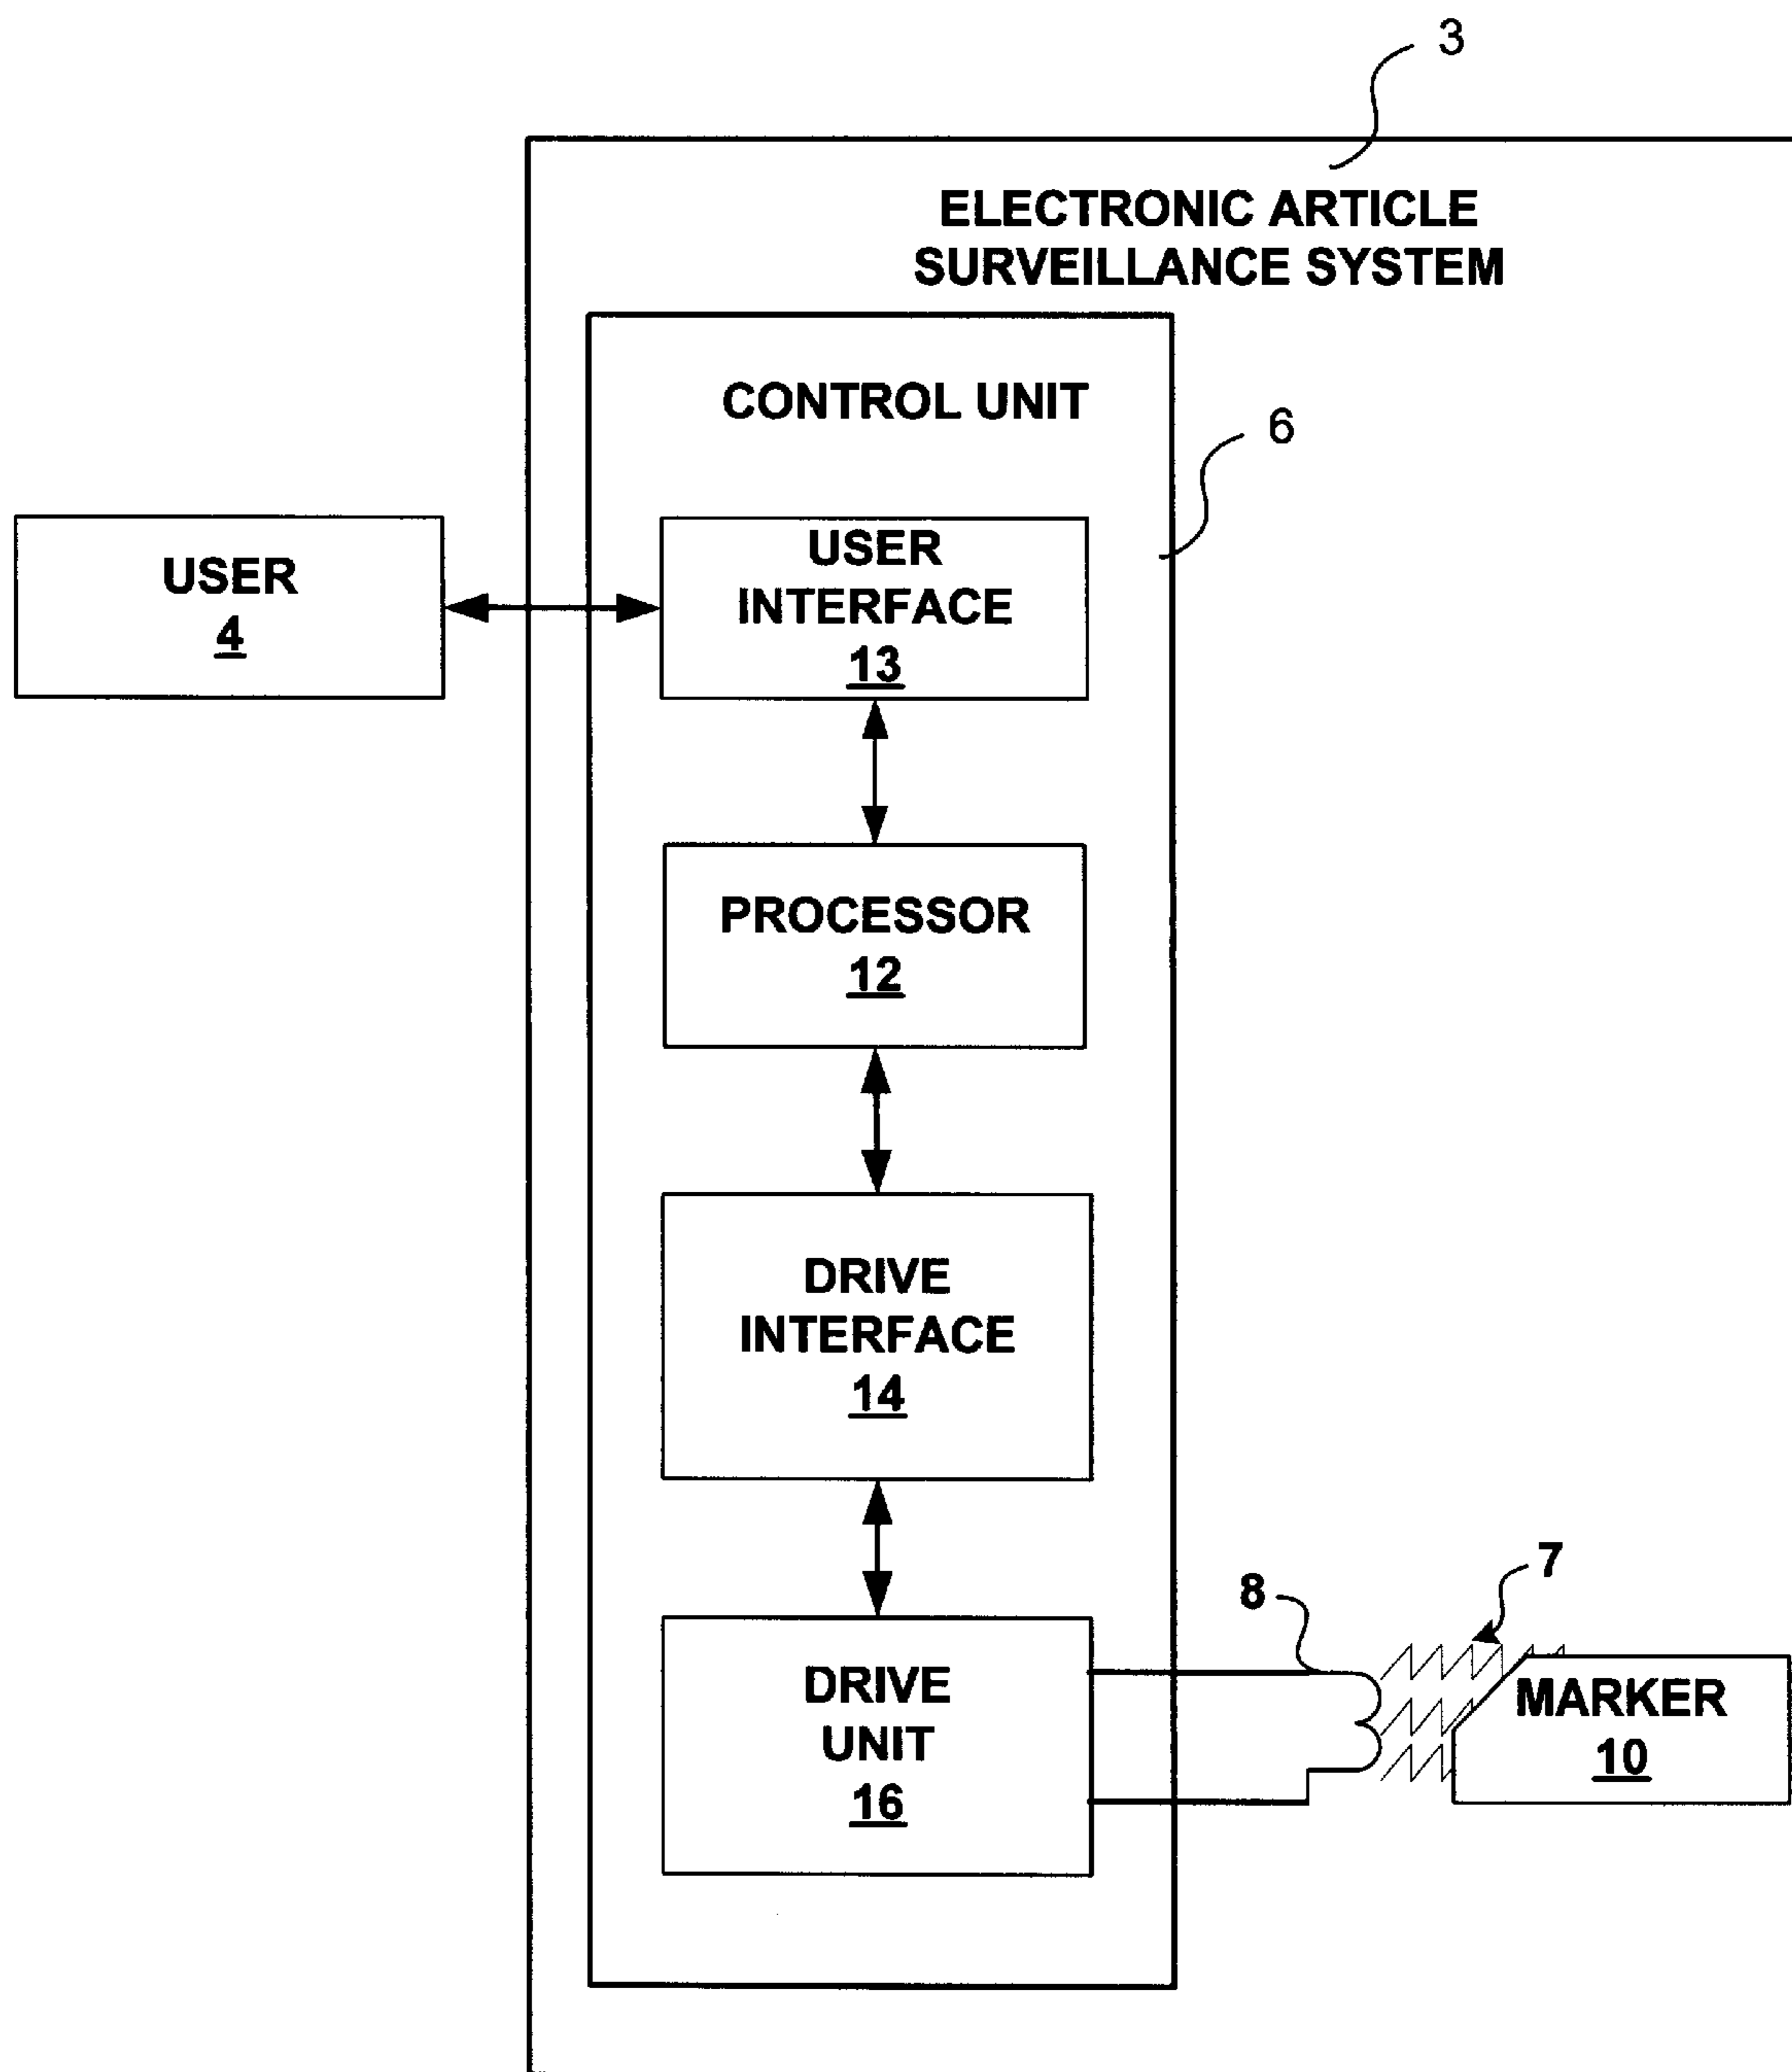 3
ELECTRONIC ARTICLE
SURVEILLANCE SYSTEM
CONTROL UNIT
6
USER
4
USER
INTERFACE
13
PROCESSOR
12
DRIVE
INTERFACE
14
7
8
DRIVE
UNIT
16
MARKER
10